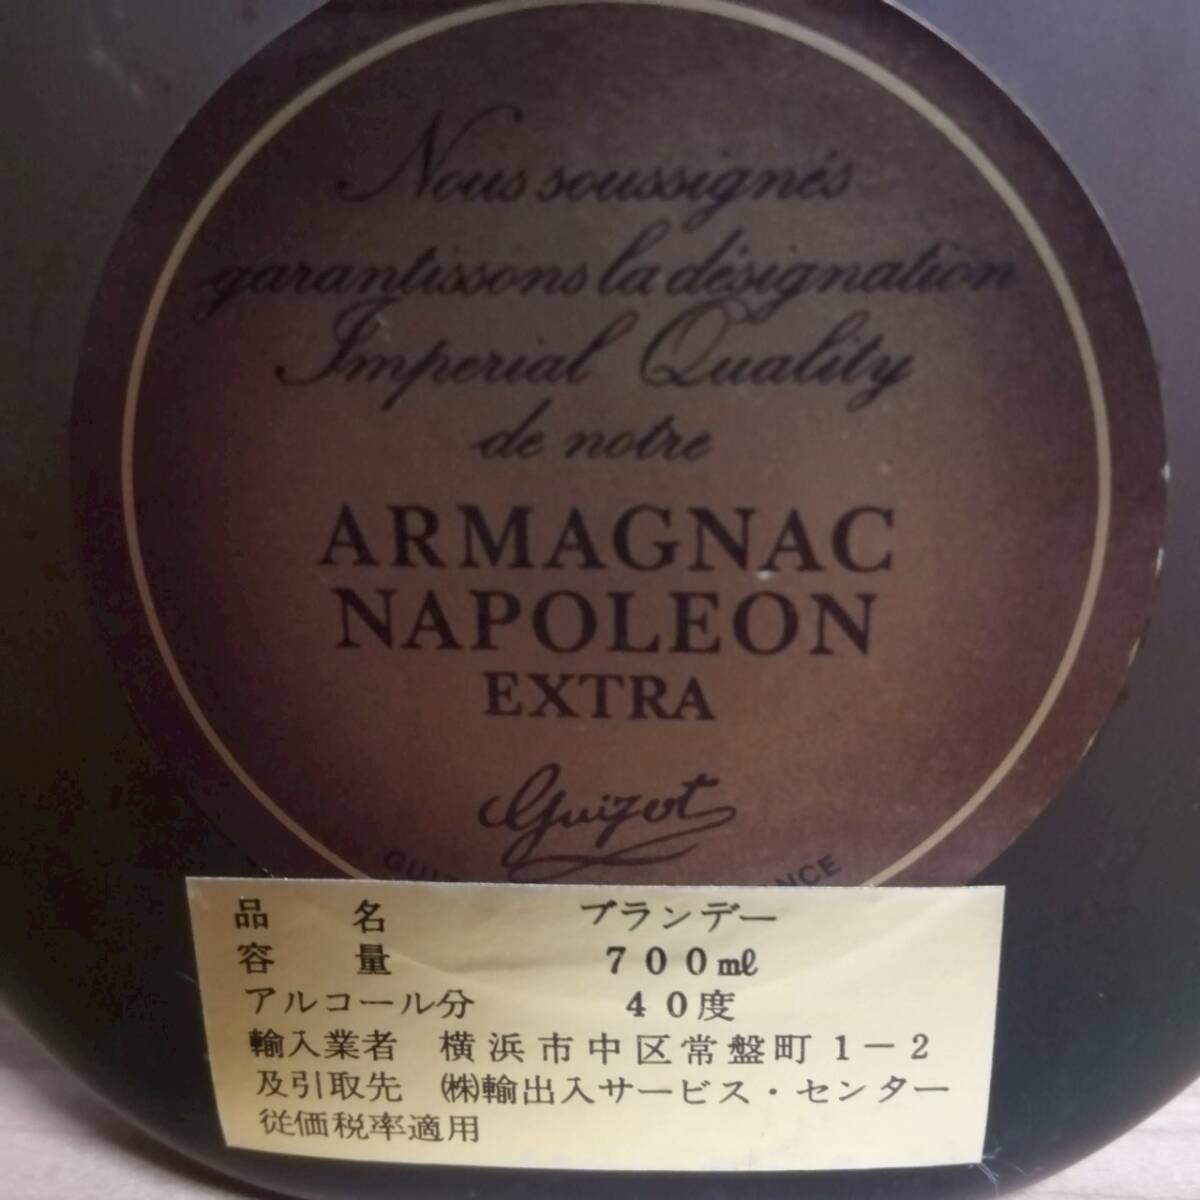 Nous soussignés
garantissons la désignation
Imperial Quality
de notre
ARMAGNAC
NAPOLEON
EXTRA
Guizot
品 名 ブランデー
容 量 700㎖
アルコール分 40度
輸入業者 横浜市中区常盤町1−2
及引取先 ㈱輸出入サービス・センター
従価税率適用